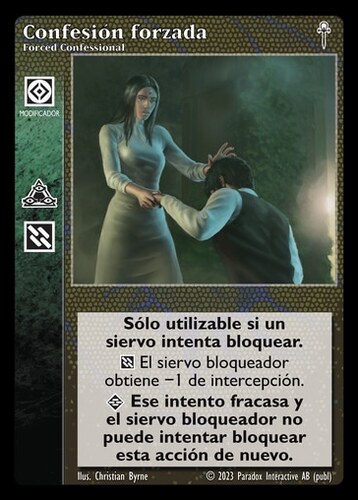 Confesión forzada
Forced Confessional
MODIFICADOR
Sólo utilizable si un
siervo intenta bloquear.
El siervo bloqueador
obtiene −1 de intercepción.
Ese intento fracasa y
el siervo bloqueador no
puede intentar bloquear
esta acción de nuevo.
Ilus. Christian Byrne
© 2023 Paradox Interactive AB (publ)